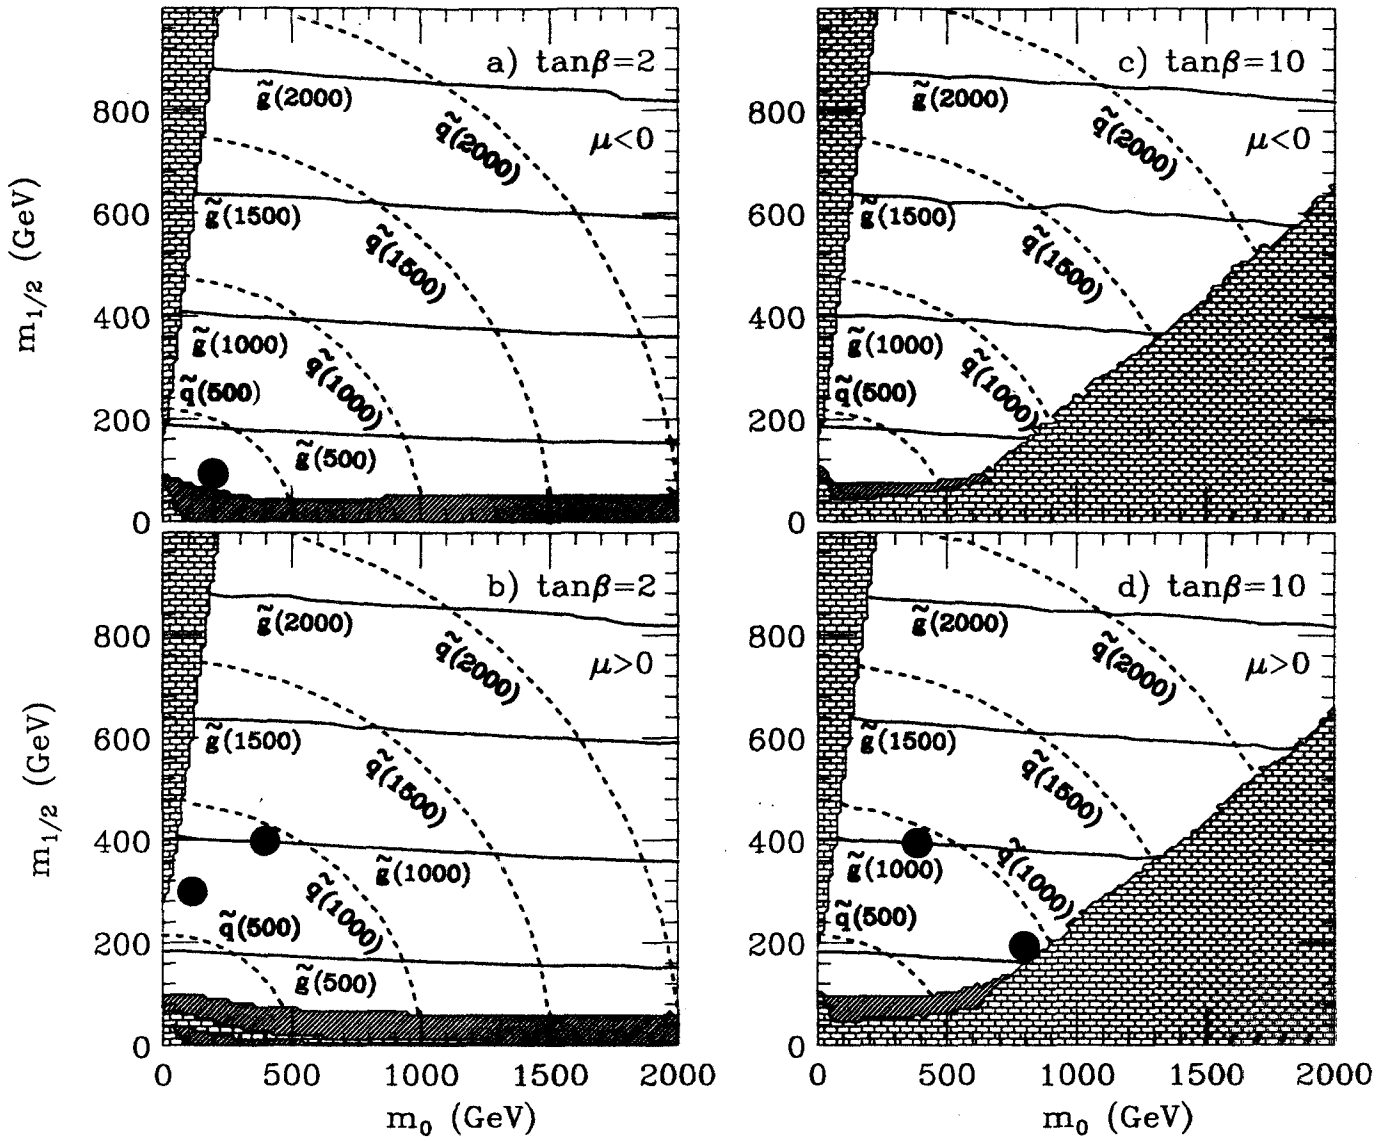 a) tanβ=2
μ<0
g̃(2000)
q̃(2000)
g̃(1500)
q̃(1500)
g̃(1000)
q̃(1000)
q̃(500)
g̃(500)
800
600
400
200
0
m1/2 (GeV)
c) tanβ=10
μ<0
g̃(2000)
q̃(2000)
g̃(1500)
q̃(1500)
g̃(1000)
q̃(1000)
q̃(500)
800
600
400
200
0
b) tanβ=2
μ>0
g̃(2000)
q̃(2000)
g̃(1500)
q̃(1500)
g̃(1000)
q̃(1000)
q̃(500)
g̃(500)
800
600
400
200
0
m1/2 (GeV)
0 500 1000 1500 2000
m0 (GeV)
d) tanβ=10
μ>0
g̃(2000)
q̃(2000)
g̃(1500)
q̃(1500)
g̃(1000)
q̃(1000)
q̃(500)
800
600
400
200
0
0 500 1000 1500 2000
m0 (GeV)